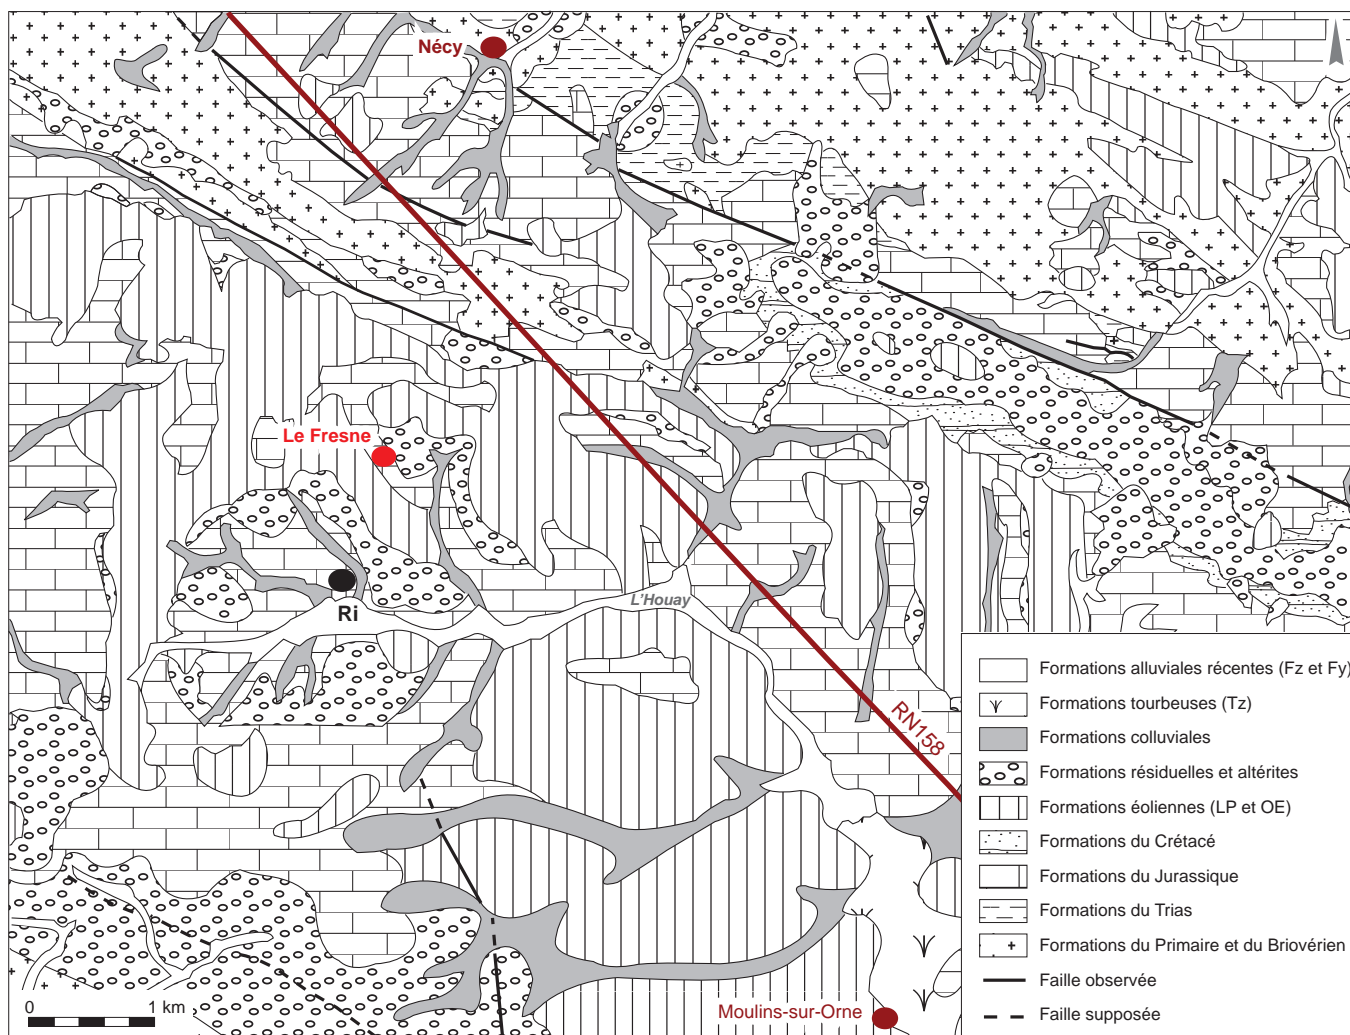 Nécy
Le Fresne
Ri
L'Houay
RN158
Moulins-sur-Orne
0 1 km
Formations alluviales récentes (Fz et Fy)
Formations tourbeuses (Tz)
Formations colluviales
Formations résiduelles et altérites
Formations éoliennes (LP et OE)
Formations du Crétacé
Formations du Jurassique
Formations du Trias
Formations du Primaire et du Briovérien
Faille observée
Faille supposée